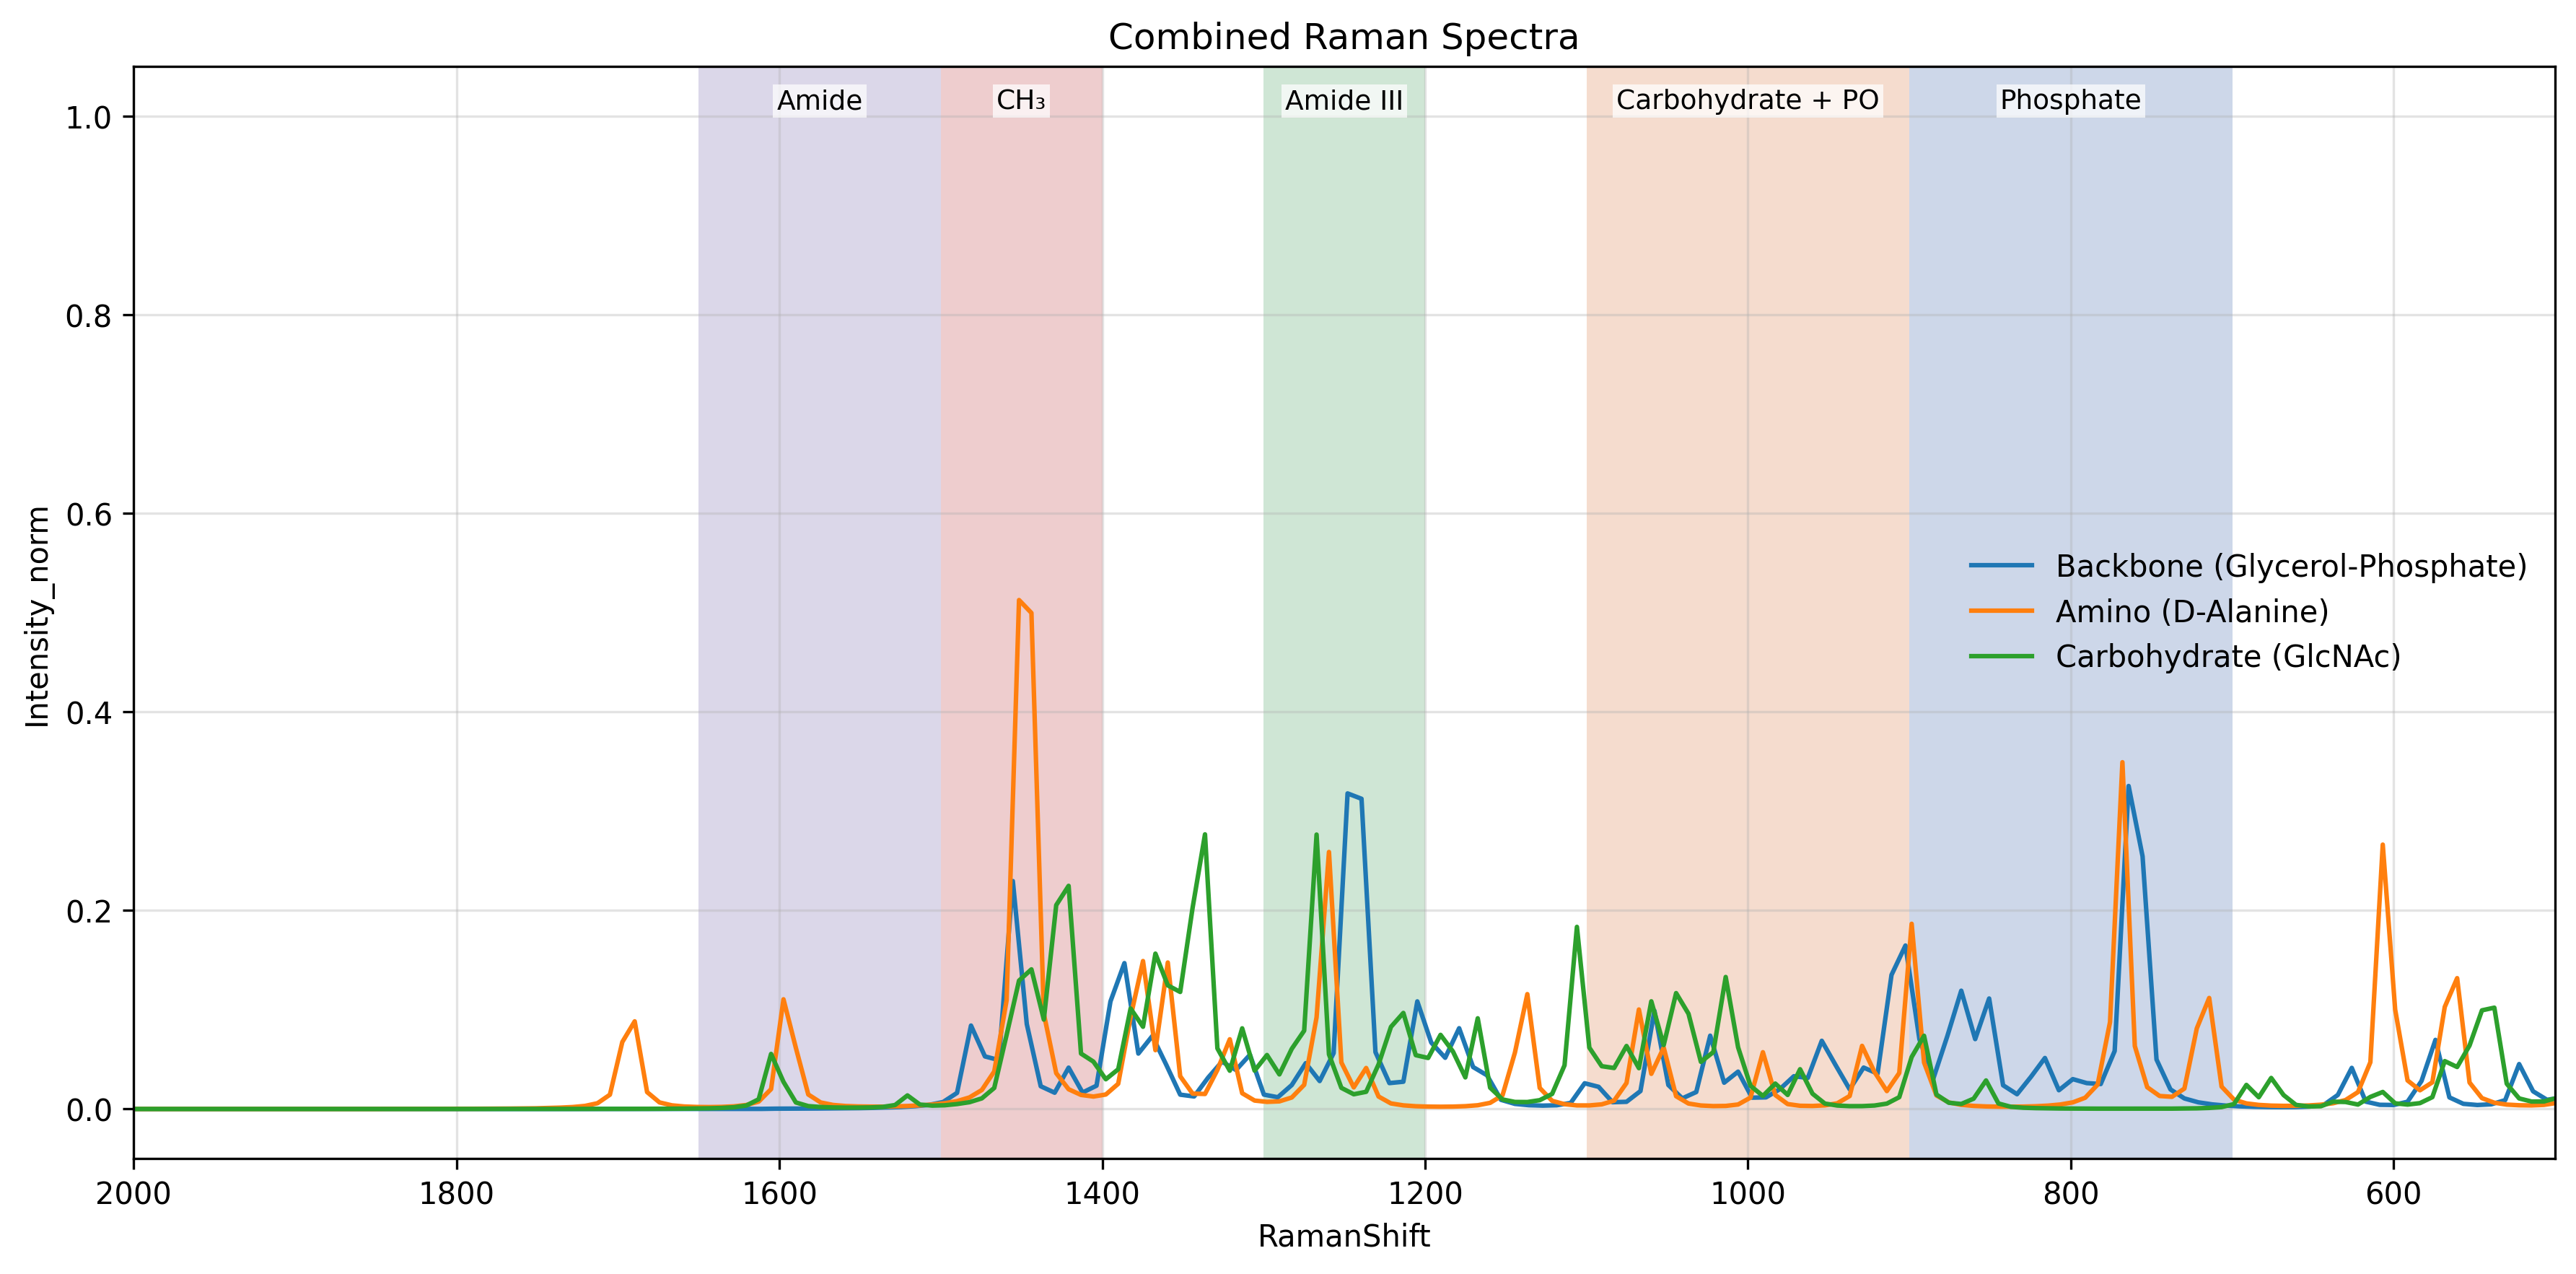 Combined Raman Spectra
Amide
CH₃
Amide III
Carbohydrate + PO
Phosphate
1.0
0.8
0.6
0.4
0.2
0.0
Intensity_norm
Backbone (Glycerol-Phosphate)
Amino (D-Alanine)
Carbohydrate (GlcNAc)
2000 1800 1600 1400 1200 1000 800 600
RamanShift